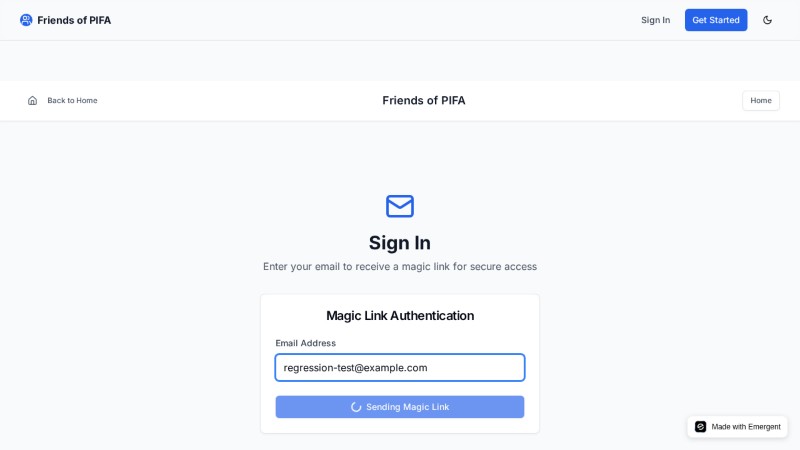 Friends of PIFA
Sign In
Get Started
Back to Home
Friends of PIFA
Home
Sign In
Enter your email to receive a magic link for secure access
Magic Link Authentication
Email Address
regression-test@example.com
Sending Magic Link
Made with Emergent